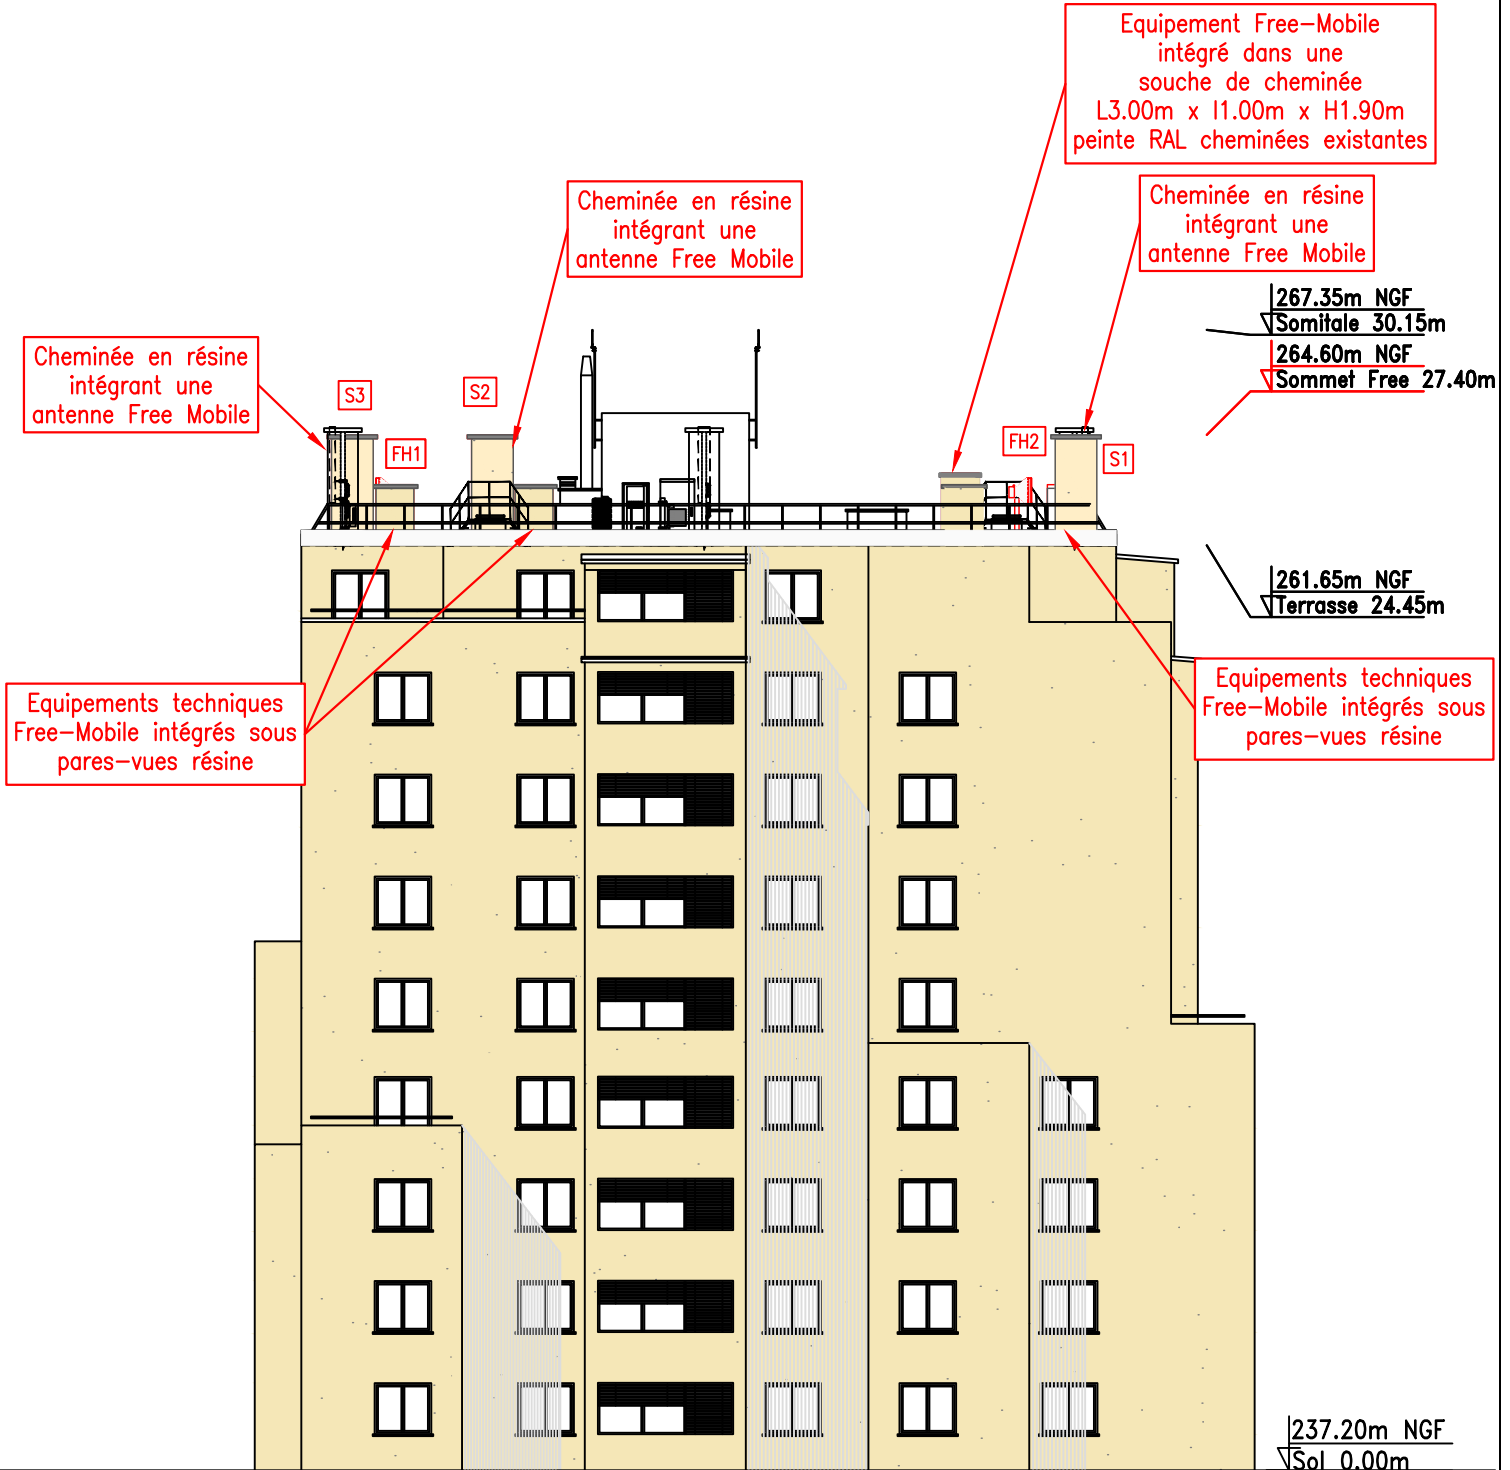 Equipement Free-Mobile
intégré dans une
souche de cheminée
L3.00m x l1.00m x H1.90m
peinte RAL cheminées existantes
Cheminée en résine
intégrant une
antenne Free Mobile
Cheminée en résine
intégrant une
antenne Free Mobile
267.35m NGF
Somitale 30.15m
264.60m NGF
Sommet Free 27.40m
Cheminée en résine
intégrant une
antenne Free Mobile
S3
S2
FH1
FH2
S1
261.65m NGF
Terrasse 24.45m
Equipements techniques
Free-Mobile intégrés sous
pares-vues résine
Equipements techniques
Free-Mobile intégrés sous
pares-vues résine
237.20m NGF
Sol 0.00m